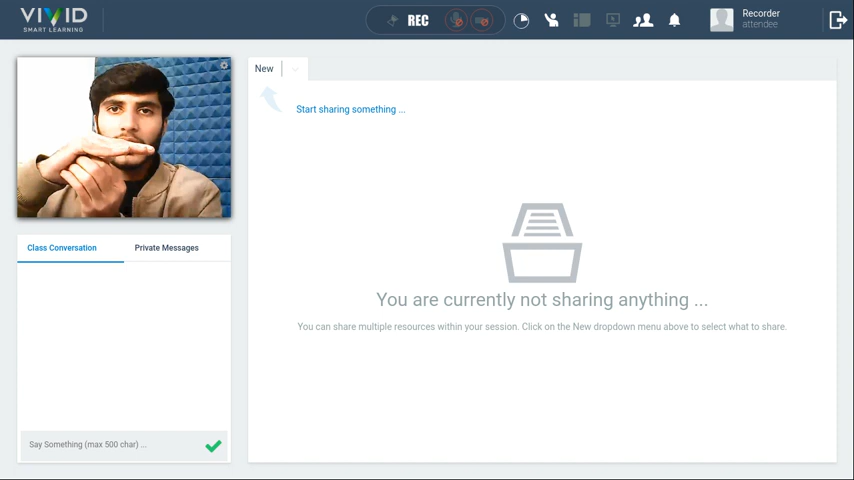 VIVID
SMART LEARNING
REC
Recorder
attendee
New
Start sharing something ...
Class Conversation
Private Messages
You are currently not sharing anything ...
You can share multiple resources within your session. Click on the New dropdown menu above to select what to share.
Say Something (max 500 char) ...